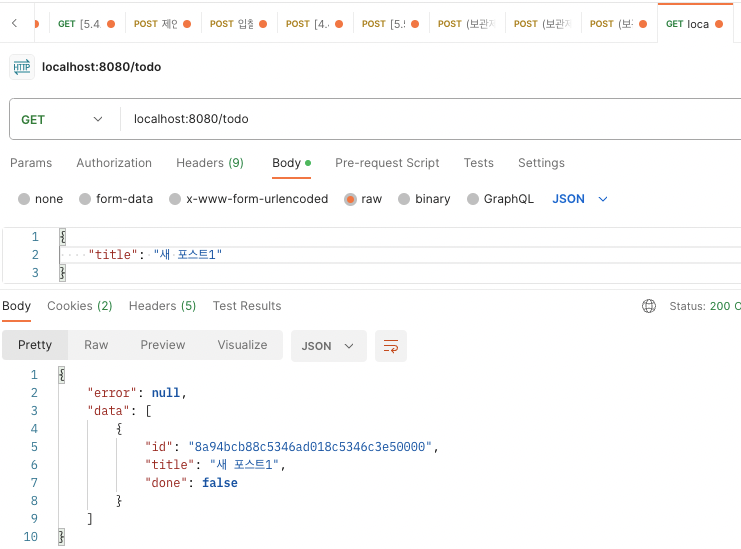 GET [5.4 POST 제안 POST 입찰 POST [4.4 POST [5.5 POST (보관지 POST (보관지 POST (보관 GET loca
HTTP localhost:8080/todo
GET localhost:8080/todo
Params Authorization Headers (9) Body Pre-request Script Tests Settings
none form-data x-www-form-urlencoded raw binary GraphQL JSON
1 {
2 "title": "새 포스트1"
3 }
Body Cookies (2) Headers (5) Test Results Status: 200 O
Pretty Raw Preview Visualize JSON
1 {
2 "error": null,
3 "data": [
4 {
5 "id": "8a94bcb88c5346ad018c5346c3e50000",
6 "title": "새 포스트1",
7 "done": false
8 }
9 ]
10 }